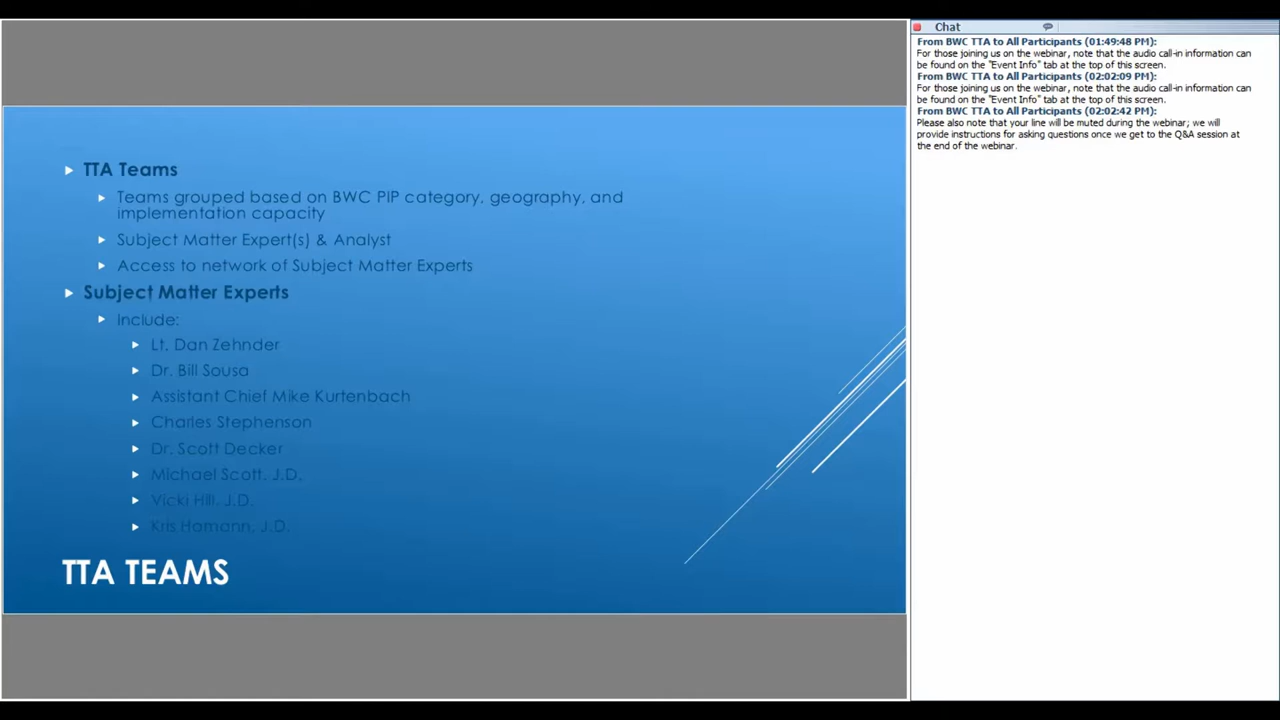 TTA Teams
Teams grouped based on BWC PIP category, geography, and
implementation capacity
Subject Matter Expert(s) & Analyst
Access to network of Subject Matter Experts
Subject Matter Experts
Include:
Lt. Dan Zehnder
Dr. Bill Sousa
Assistant Chief Mike Kurtenbach
Charles Stephenson
Dr. Scott Decker
Michael Scott, J.D.
Vicki Hill, J.D.
Kris Homann, J.D.
TTA TEAMS
Chat
From BWC TTA to All Participants (01:49:48 PM):
For those joining us on the webinar, note that the audio call-in information can
be found on the "Event Info" tab at the top of this screen.
From BWC TTA to All Participants (02:02:09 PM):
For those joining us on the webinar, note that the audio call-in information can
be found on the "Event Info" tab at the top of this screen.
From BWC TTA to All Participants (02:02:42 PM):
Please also note that your line will be muted during the webinar; we will
provide instructions for asking questions once we get to the Q&A session at
the end of the webinar.